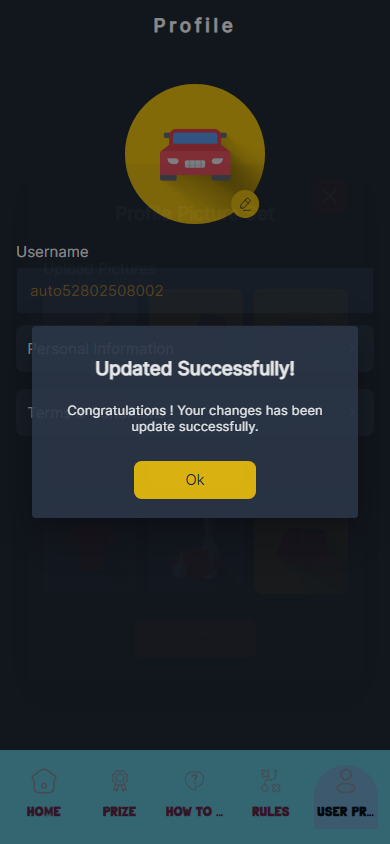 Profile
Profile Picture Set
Username
Upload Pictures
auto52802508002
Personal Information
Updated Successfully!
Terms
Congratulations ! Your changes has been
update successfully.
Ok
HOME
PRIZE
HOW TO ...
RULES
USER PR...